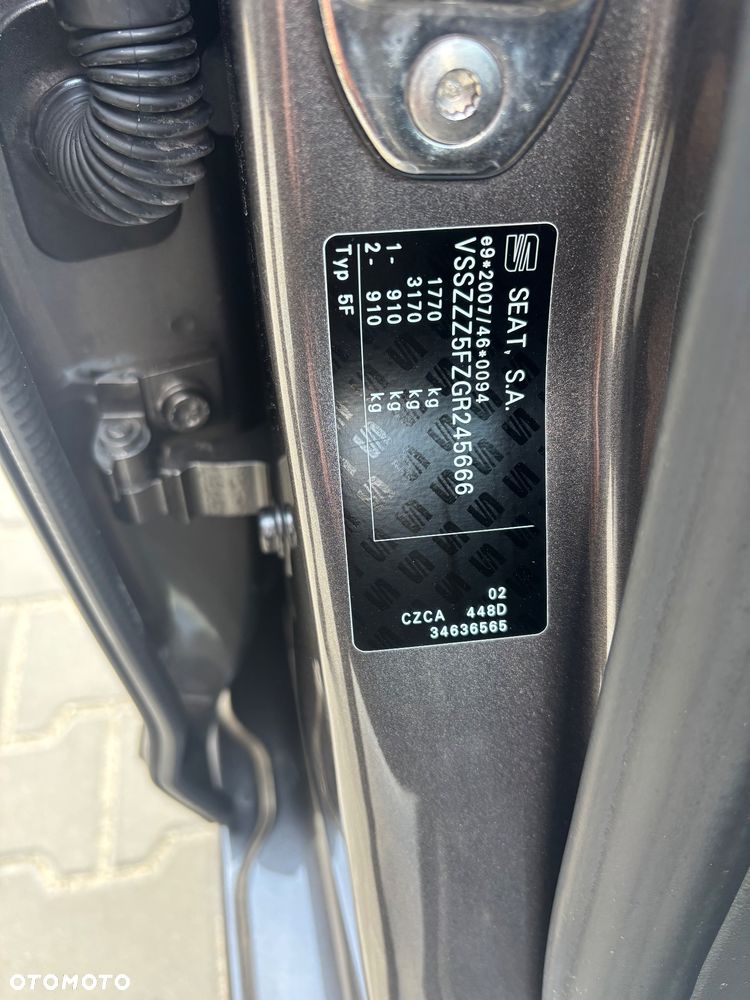 SEAT, S.A.
e9*2007/46*0094
VSSZZZ5FZGR245666
1770 kg
3170 kg
1- 910 kg
2- 910 kg
Typ 5F
02
CZCA 448D
34636565
OTOMOTO